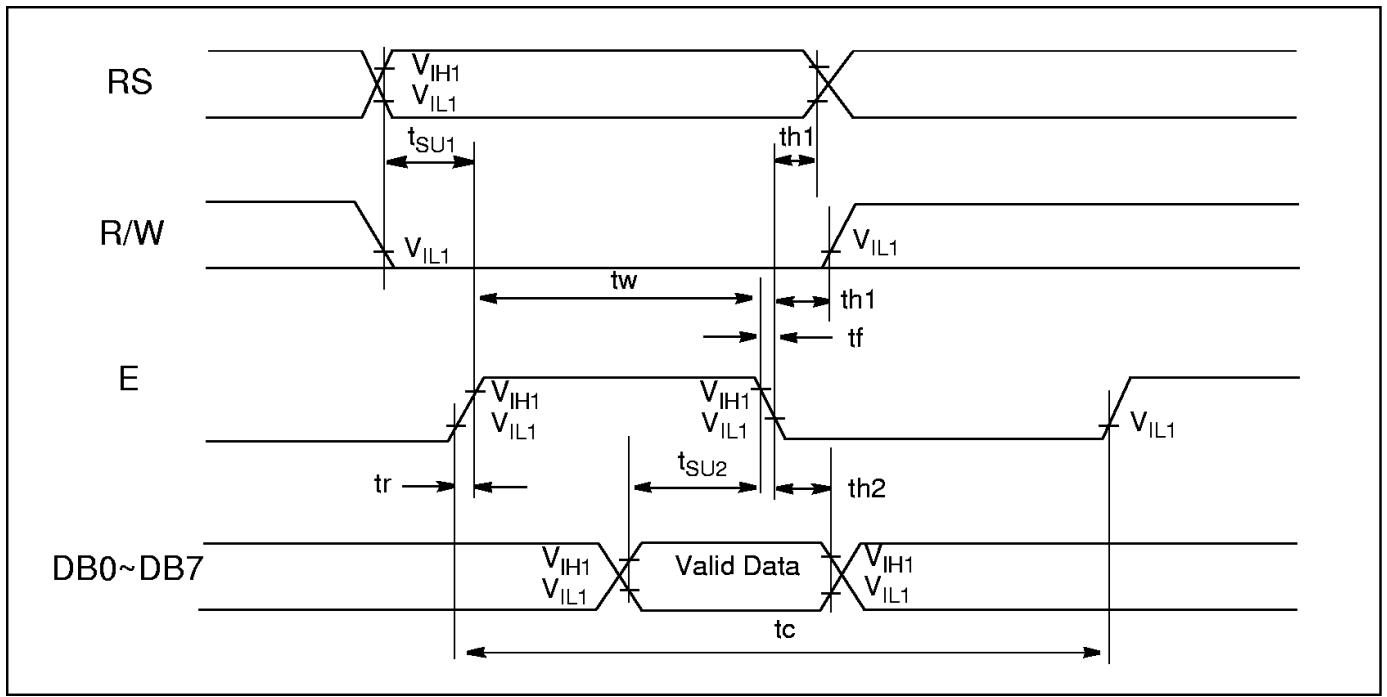 RS
VIH1
VIL1
tSU1
th1
R/W
VIL1
VIL1
tw
th1
tf
E
VIH1
VIL1
VIH1
VIL1
VIL1
tr
tSU2
th2
DB0~DB7
VIH1
VIL1
Valid Data
VIH1
VIL1
tc